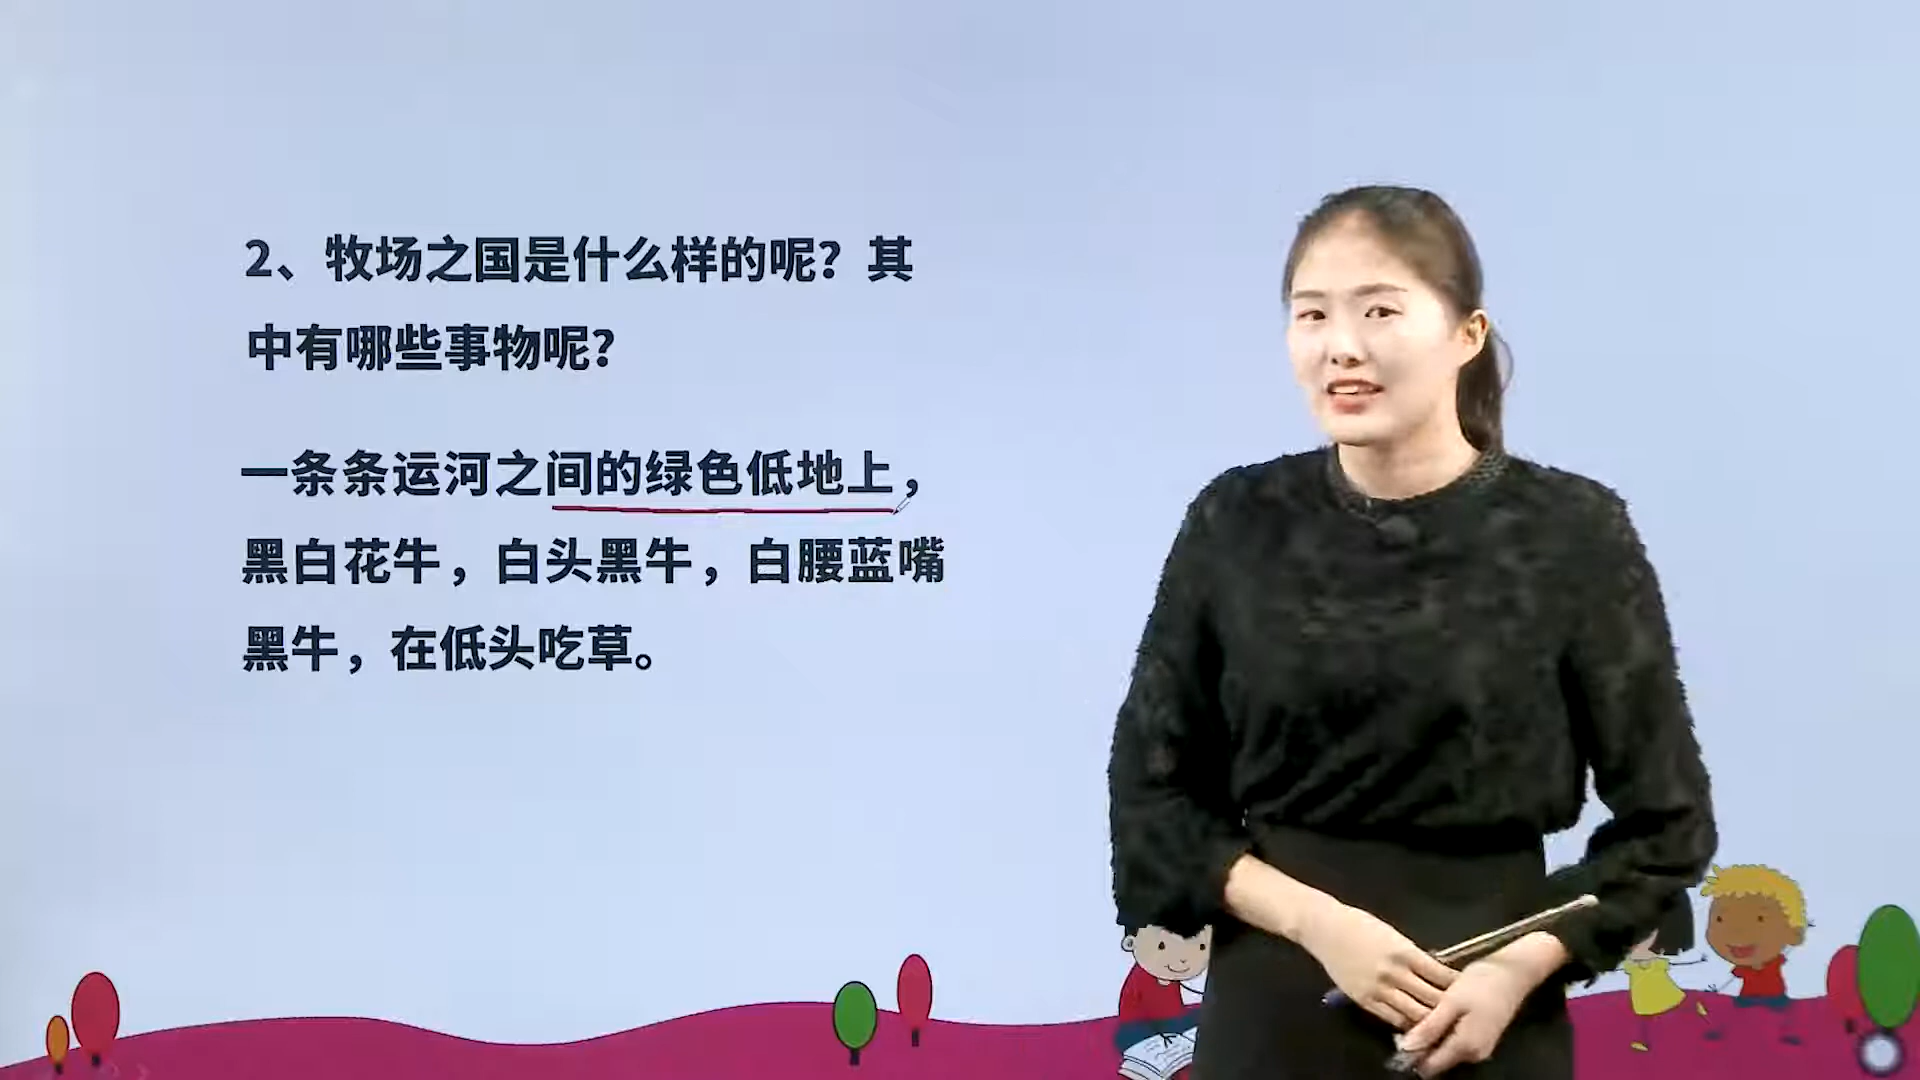 2、牧场之国是什么样的呢？其
中有哪些事物呢？
一条条运河之间的绿色低地上，
黑白花牛，白头黑牛，白腰蓝嘴
黑牛，在低头吃草。